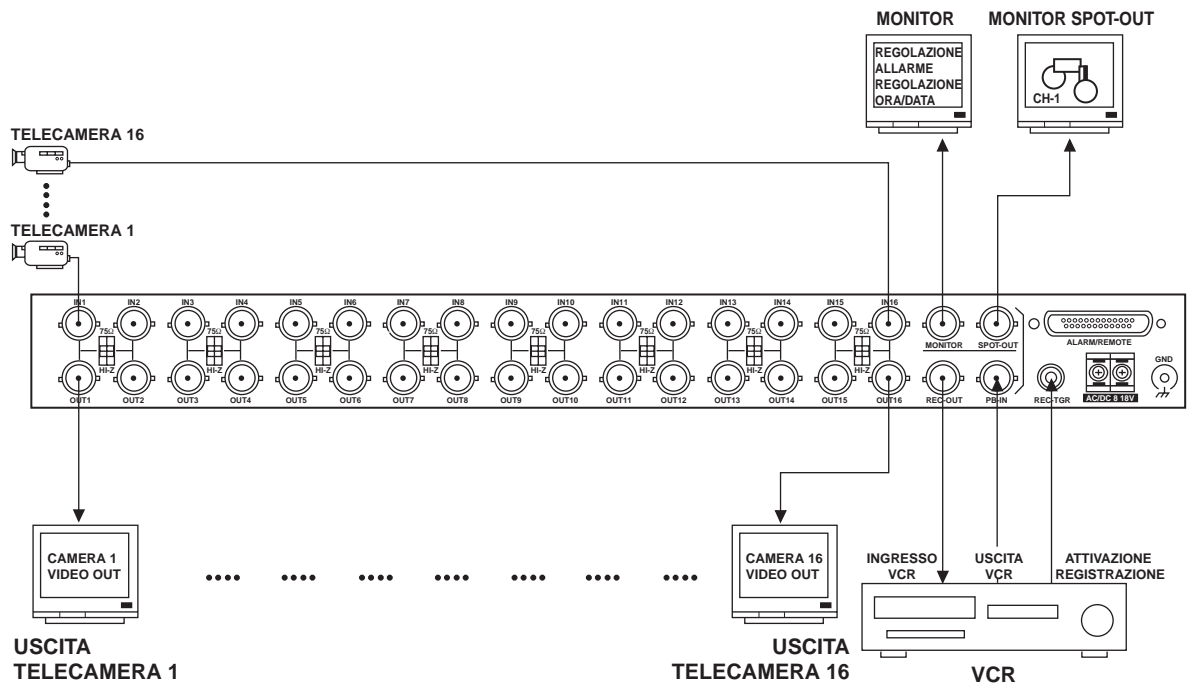 MONITOR
MONITOR SPOT-OUT
REGOLAZIONE
ALLARME
REGOLAZIONE
ORA/DATA
CH-1
TELECAMERA 16
TELECAMERA 1
IN1 IN2 IN3 IN4 IN5 IN6 IN7 IN8 IN9 IN10 IN11 IN12 IN13 IN14 IN15 IN16
75Ω 75Ω 75Ω 75Ω 75Ω 75Ω 75Ω 75Ω
MONITOR SPOT-OUT
ALARM/REMOTE
GND
HI-Z HI-Z HI-Z HI-Z HI-Z HI-Z HI-Z HI-Z
OUT1 OUT2 OUT3 OUT4 OUT5 OUT6 OUT7 OUT8 OUT9 OUT10 OUT11 OUT12 OUT13 OUT14 OUT15 OUT16 REC-OUT PB-IN REC-TGR AC/DC 8 18V
CAMERA 1
VIDEO OUT
CAMERA 16
VIDEO OUT
INGRESSO
VCR
USCITA
VCR
ATTIVAZIONE
REGISTRAZIONE
USCITA
TELECAMERA 1
USCITA
TELECAMERA 16
VCR